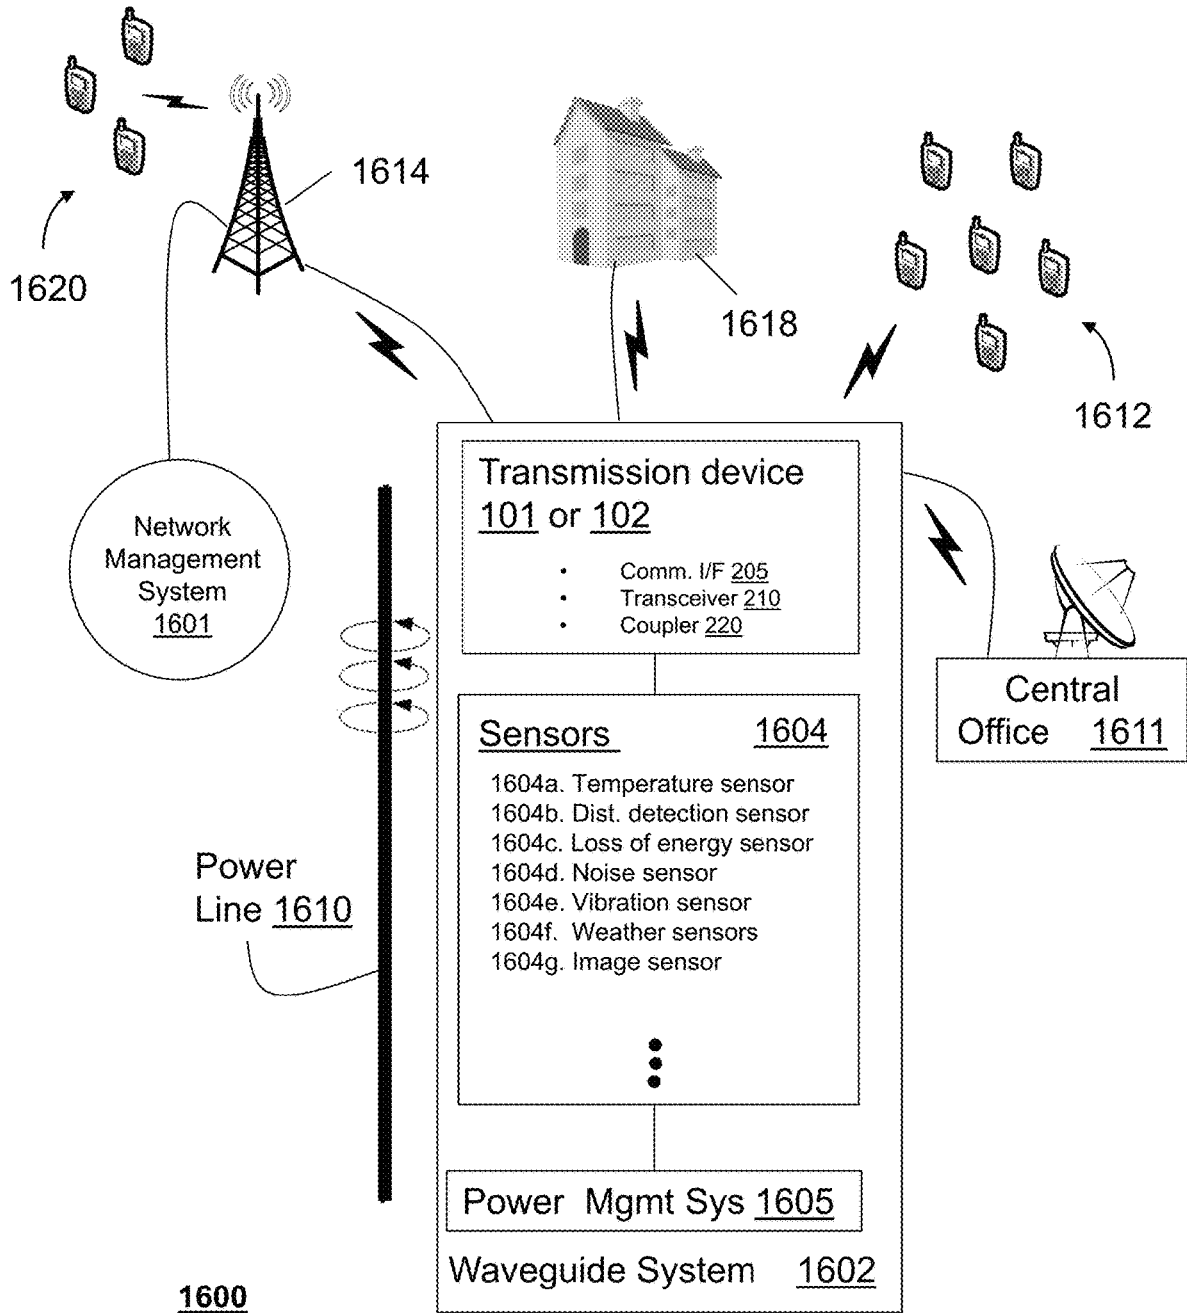 1614
1620
1618
1612
Transmission device
101 or 102
• Comm. I/F 205
• Transceiver 210
• Coupler 220
Network
Management
System
1601
Central
Office 1611
Sensors 1604
1604a. Temperature sensor
1604b. Dist. detection sensor
1604c. Loss of energy sensor
1604d. Noise sensor
1604e. Vibration sensor
1604f. Weather sensors
1604g. Image sensor
Power
Line 1610
Power Mgmt Sys 1605
Waveguide System 1602
1600